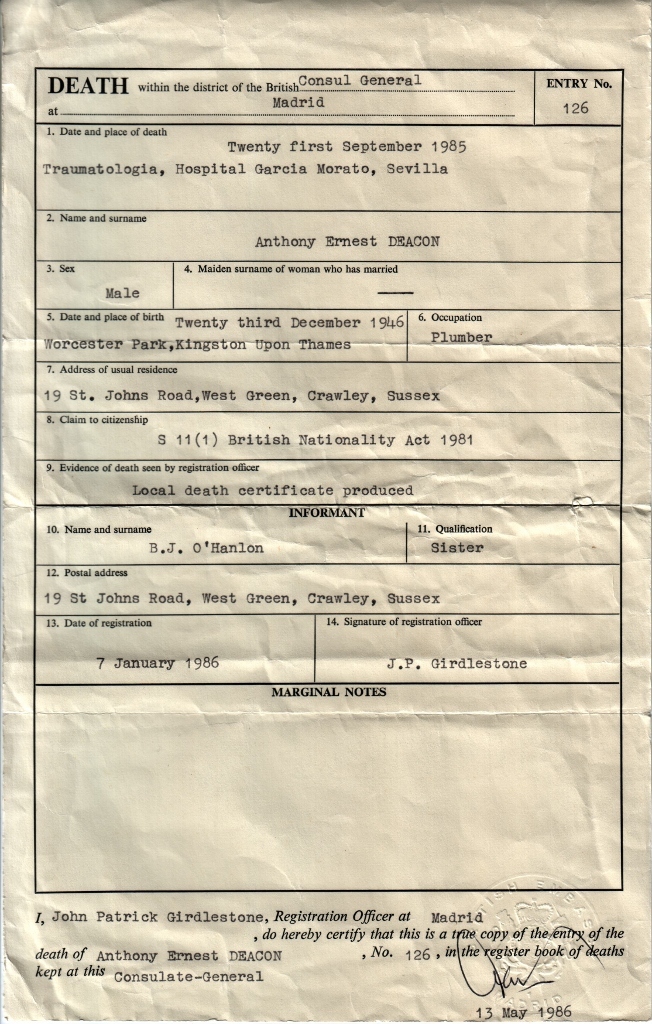 DEATH within the district of the British Consul General
at Madrid
ENTRY No.
126
1. Date and place of death
Twenty first September 1985
Traumatologia, Hospital Garcia Morato, Sevilla
2. Name and surname
Anthony Ernest DEACON
3. Sex
Male
4. Maiden surname of woman who has married
——
5. Date and place of birth Twenty third December 1946
Worcester Park,Kingston Upon Thames
6. Occupation
Plumber
7. Address of usual residence
19 St. Johns Road,West Green, Crawley, Sussex
8. Claim to citizenship
S 11(1) British Nationality Act 1981
9. Evidence of death seen by registration officer
Local death certificate produced
INFORMANT
10. Name and surname
B.J. O'Hanlon
11. Qualification
Sister
12. Postal address
19 St Johns Road, West Green, Crawley, Sussex
13. Date of registration
7 January 1986
14. Signature of registration officer
J.P. Girdlestone
MARGINAL NOTES
I, John Patrick Girdlestone, Registration Officer at Madrid
, do hereby certify that this is a true copy of the entry of the
death of Anthony Ernest DEACON , No. 126 , in the register book of deaths
kept at this Consulate-General
13 May 1986